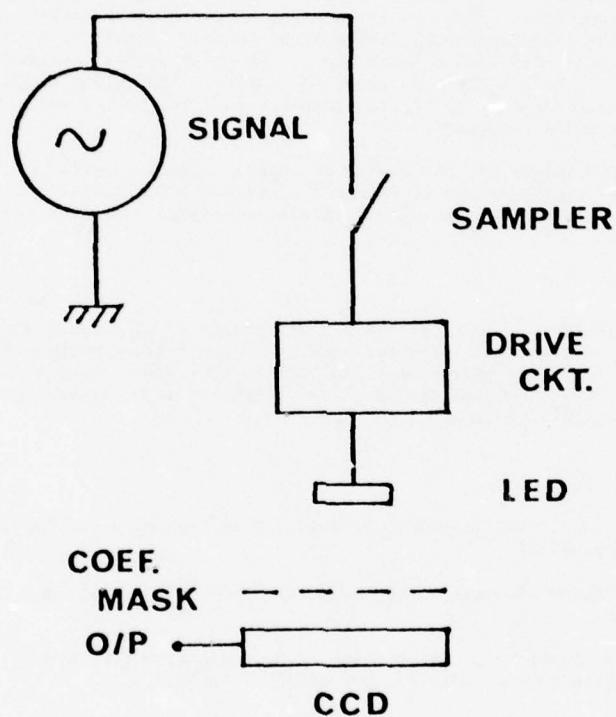 SIGNAL
SAMPLER
DRIVE
CKT.
LED
COEF.
MASK
O/P
CCD